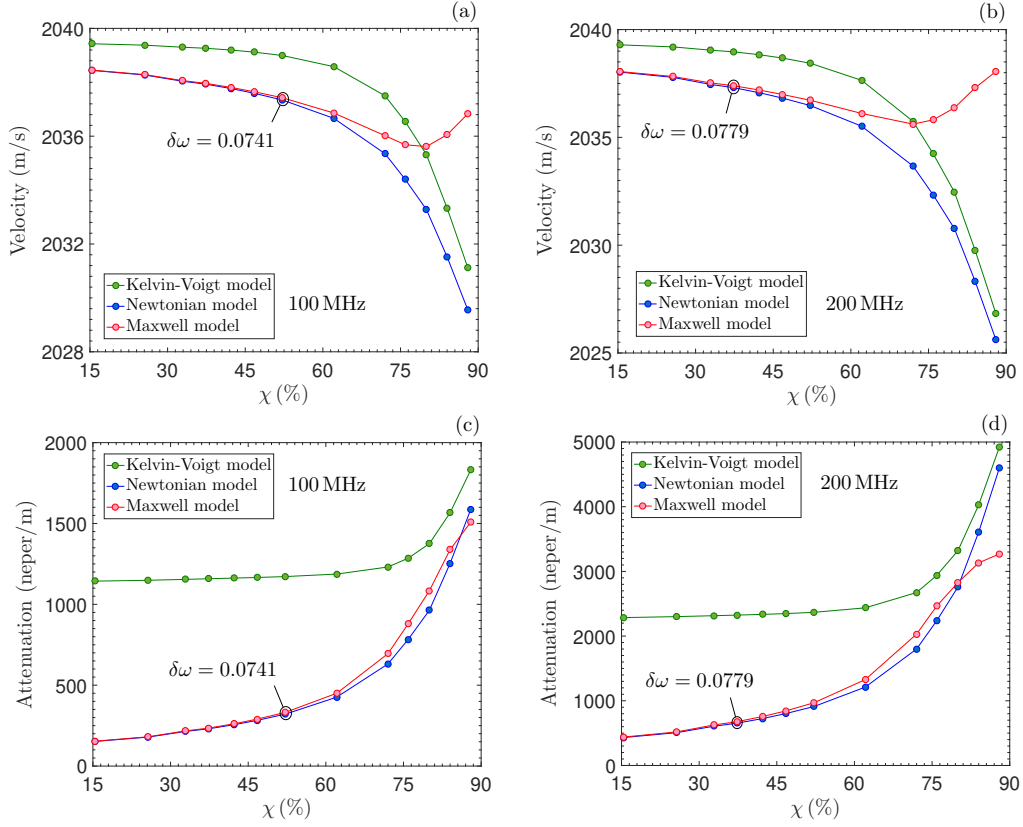 (a)
2040
2036
2032
2028
Velocity (m/s)
δω = 0.0741
Kelvin-Voigt model
Newtonian model
Maxwell model
100 MHz
15 30 45 60 75 90
χ (%)
(b)
2040
2035
2030
2025
Velocity (m/s)
δω = 0.0779
Kelvin-Voigt model
Newtonian model
Maxwell model
200 MHz
15 30 45 60 75 90
χ (%)
(c)
2000
1500
1000
500
0
Attenuation (neper/m)
Kelvin-Voigt model
Newtonian model
Maxwell model
100 MHz
δω = 0.0741
15 30 45 60 75 90
χ (%)
(d)
5000
4000
3000
2000
1000
0
Attenuation (neper/m)
Kelvin-Voigt model
Newtonian model
Maxwell model
200 MHz
δω = 0.0779
15 30 45 60 75 90
χ (%)